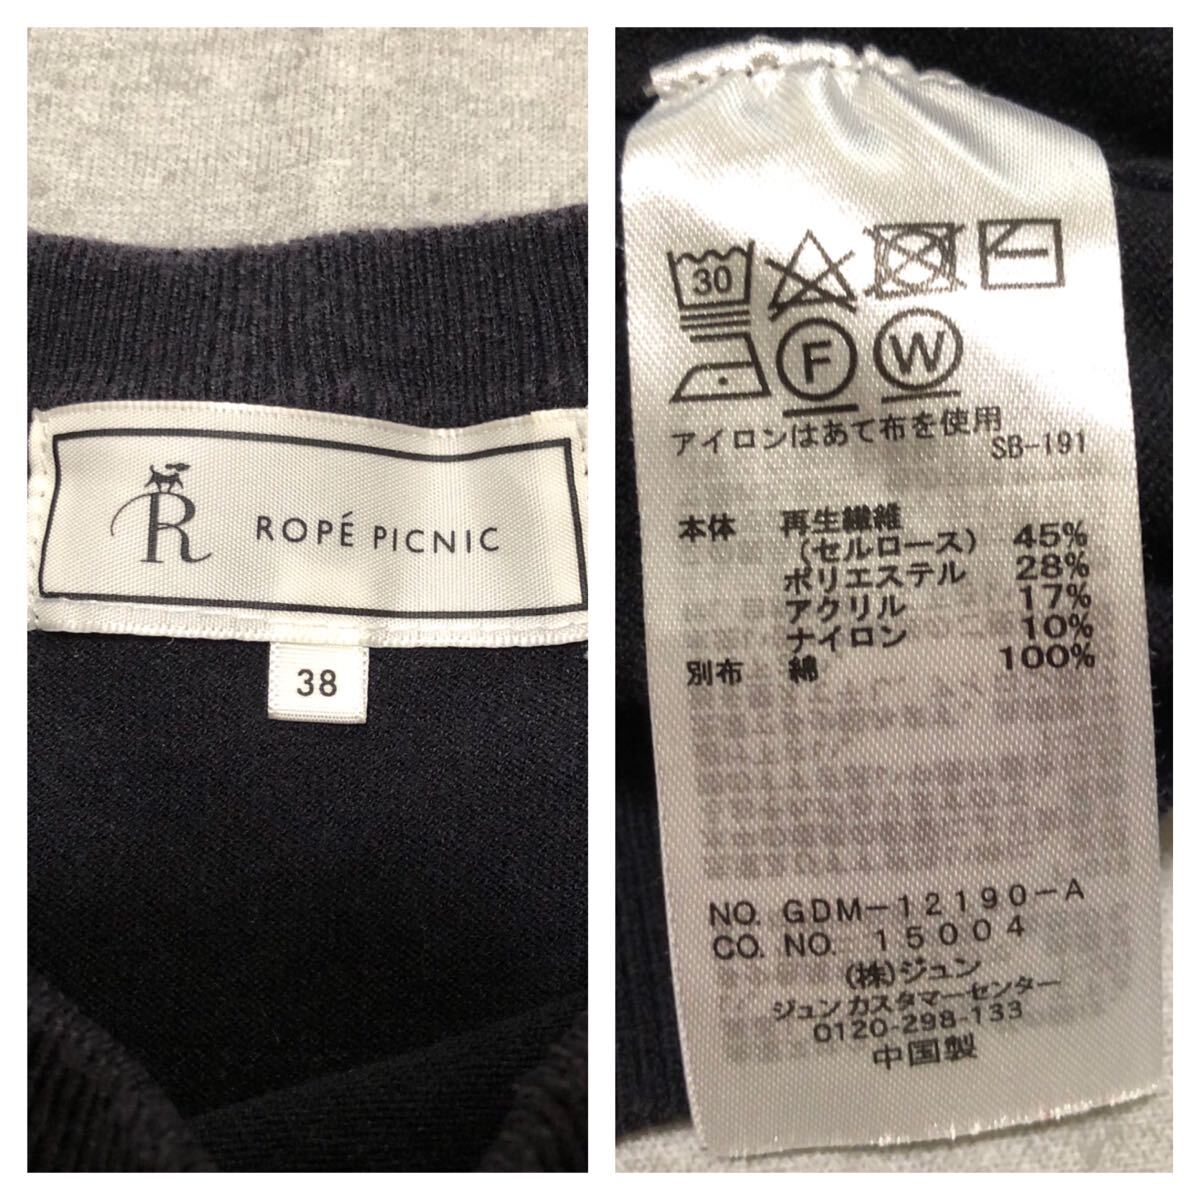 R
ROPÉ PICNIC
38
30
F W
アイロンはあて布を使用
SB-191
本体 再生繊維
(セルロース) 45%
ポリエステル 28%
アクリル 17%
ナイロン 10%
別布 綿 100%
NO. GDM-12190-A
CO. NO. 15004
(株)ジュン
ジュンカスタマーセンター
0120-298-133
中国製